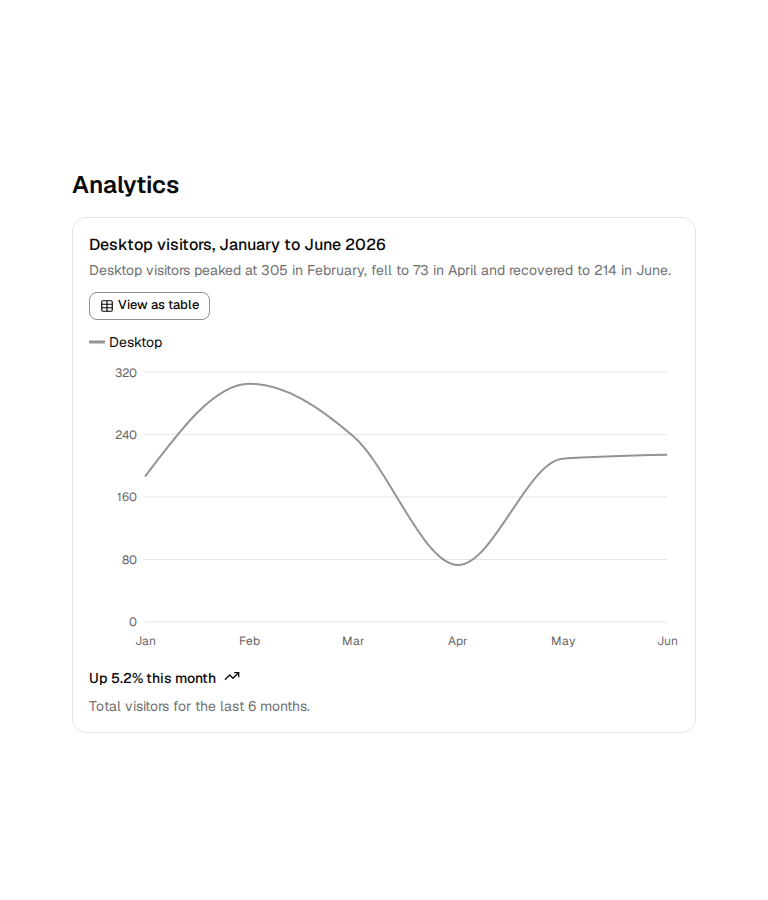 Analytics
Desktop visitors, January to June 2026
Desktop visitors peaked at 305 in February, fell to 73 in April and recovered to 214 in June.
View as table
Desktop
320
240
160
80
0
Jan Feb Mar Apr May Jun
Up 5.2% this month
Total visitors for the last 6 months.